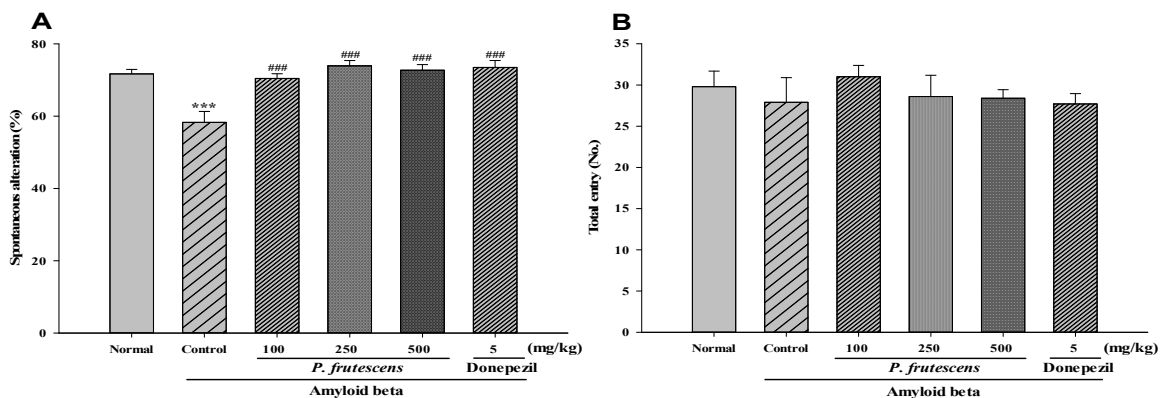 A
Spontaneous alteration (%)
80
60
40
20
0
***
###
###
###
###
Normal Control 100 250 500 5 (mg/kg)
P. frutescens Donepezil
Amyloid beta
B
Total entry (No.)
35
30
25
20
15
10
5
0
Normal Control 100 250 500 5 (mg/kg)
P. frutescens Donepezil
Amyloid beta